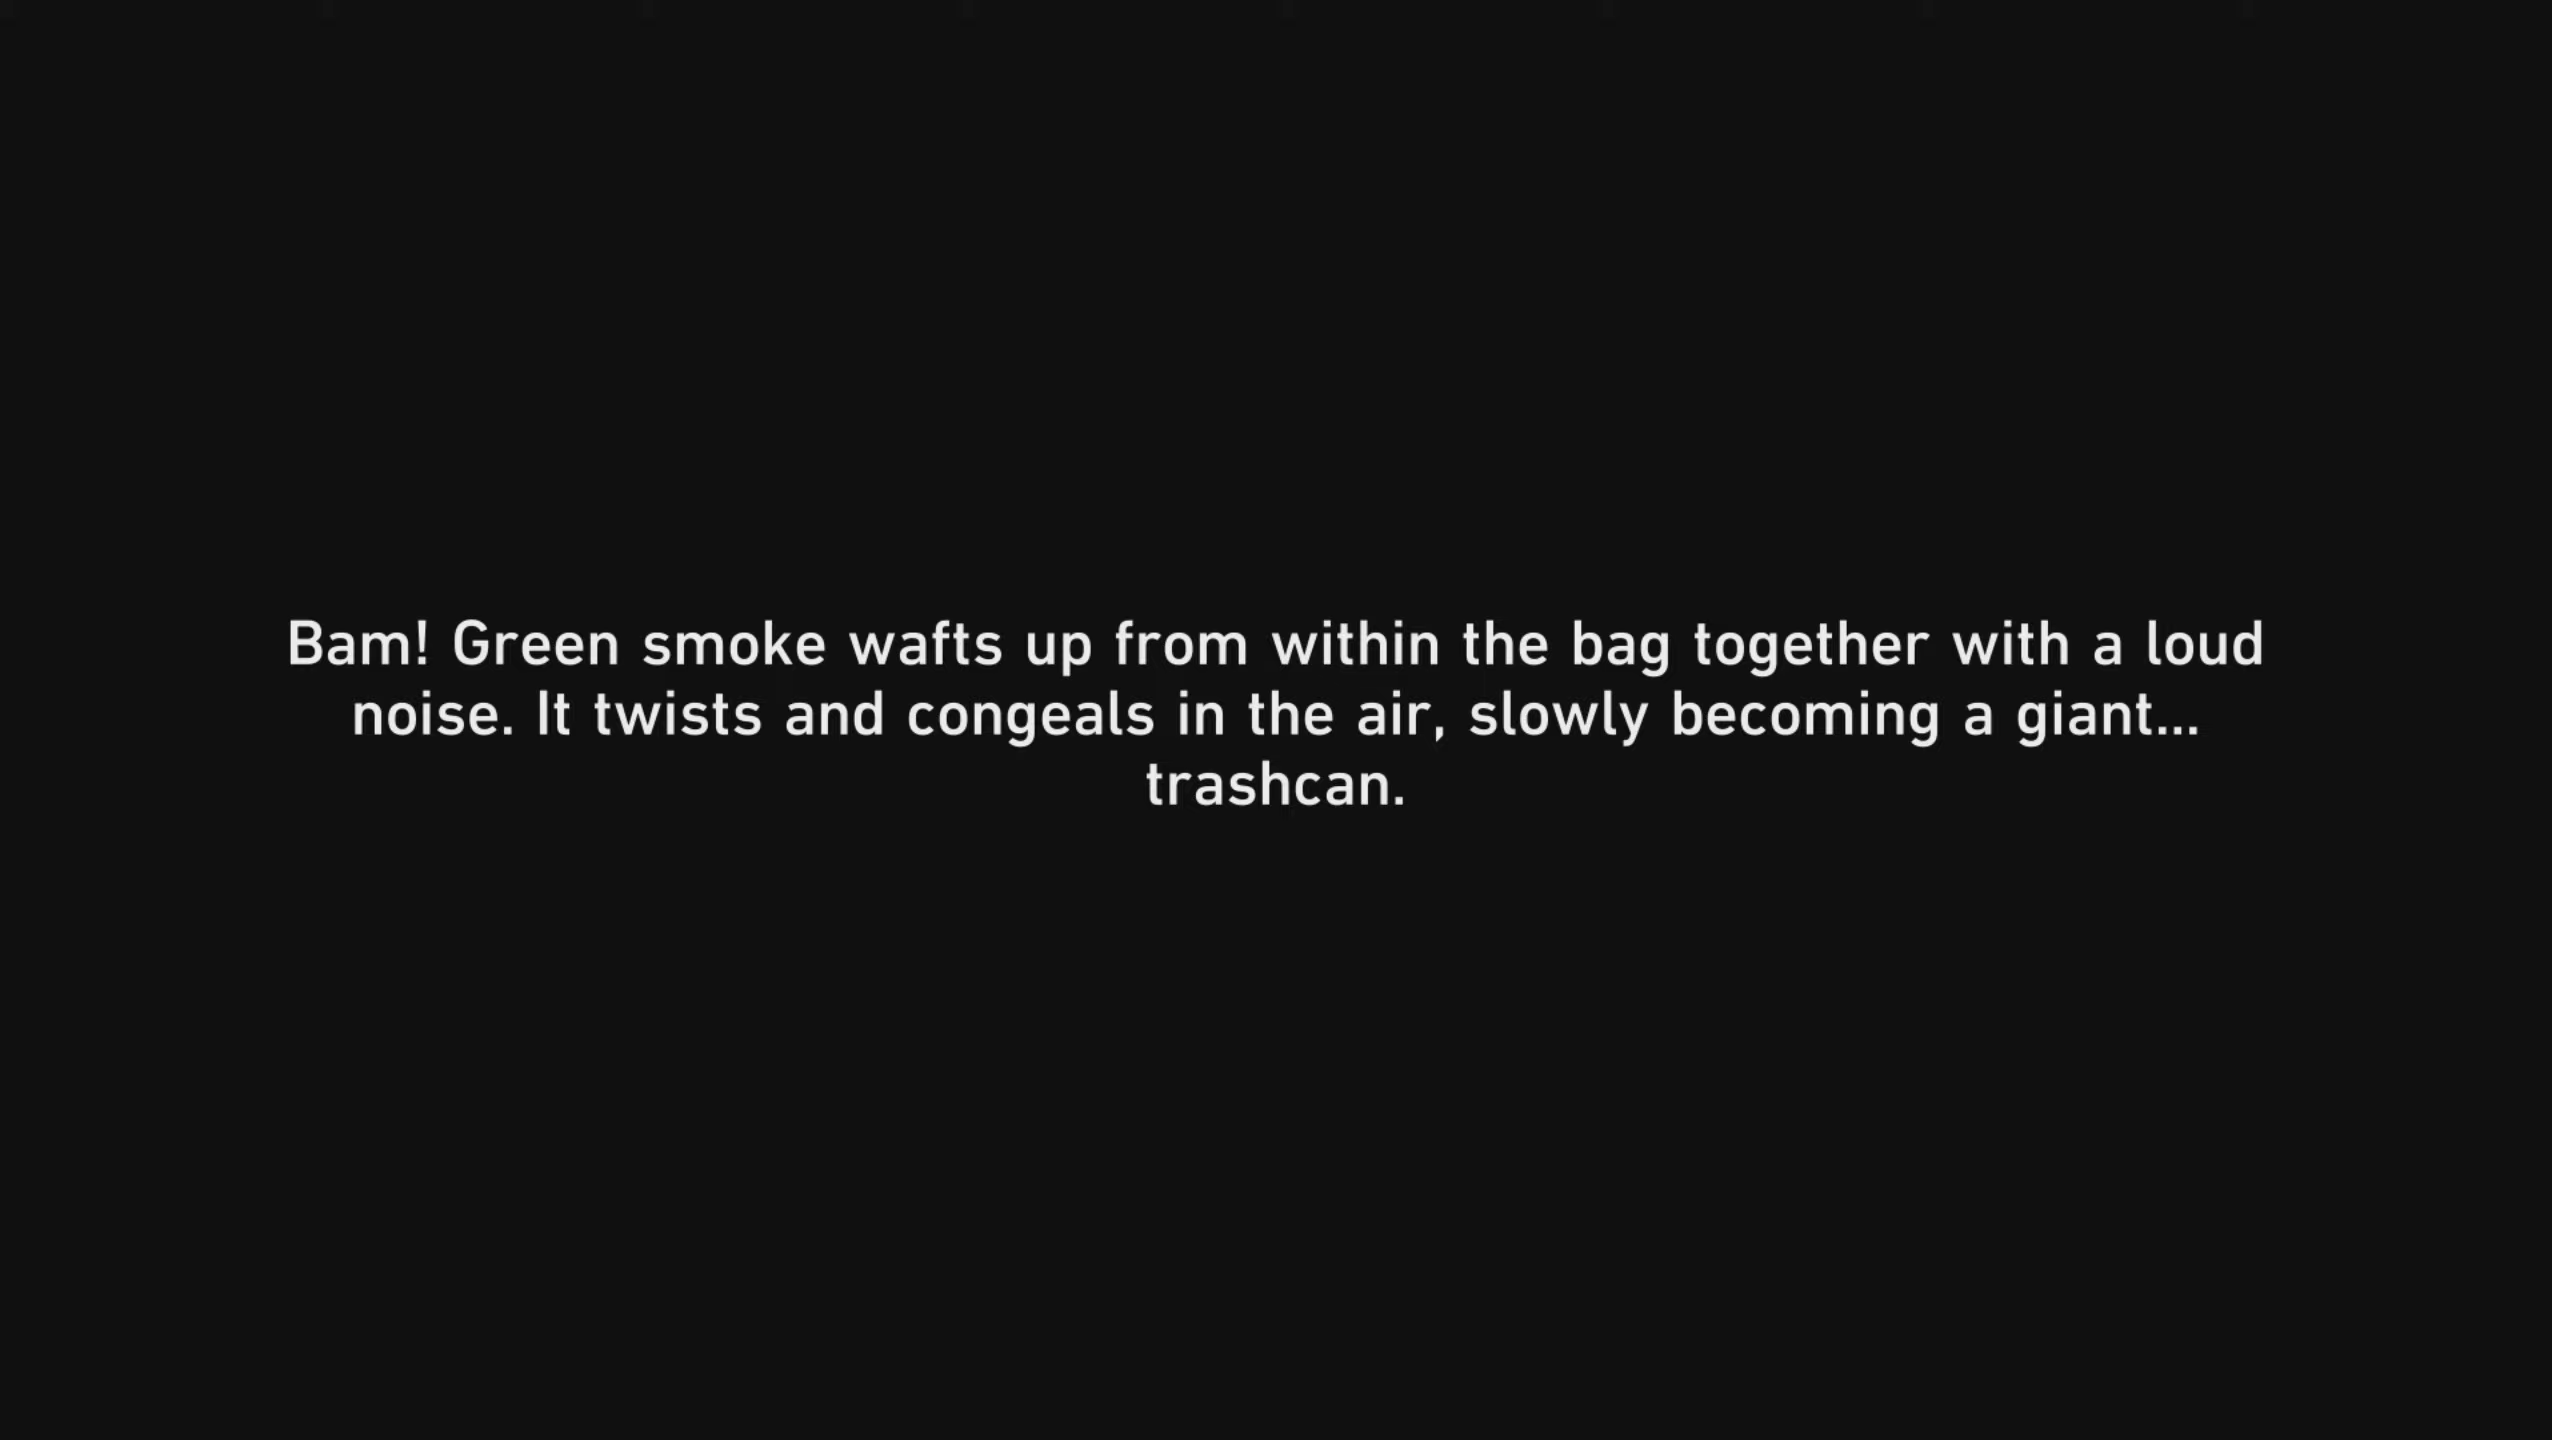 Bam! Green smoke wafts up from within the bag together with a loud
noise. It twists and congeals in the air, slowly becoming a giant...
trashcan.